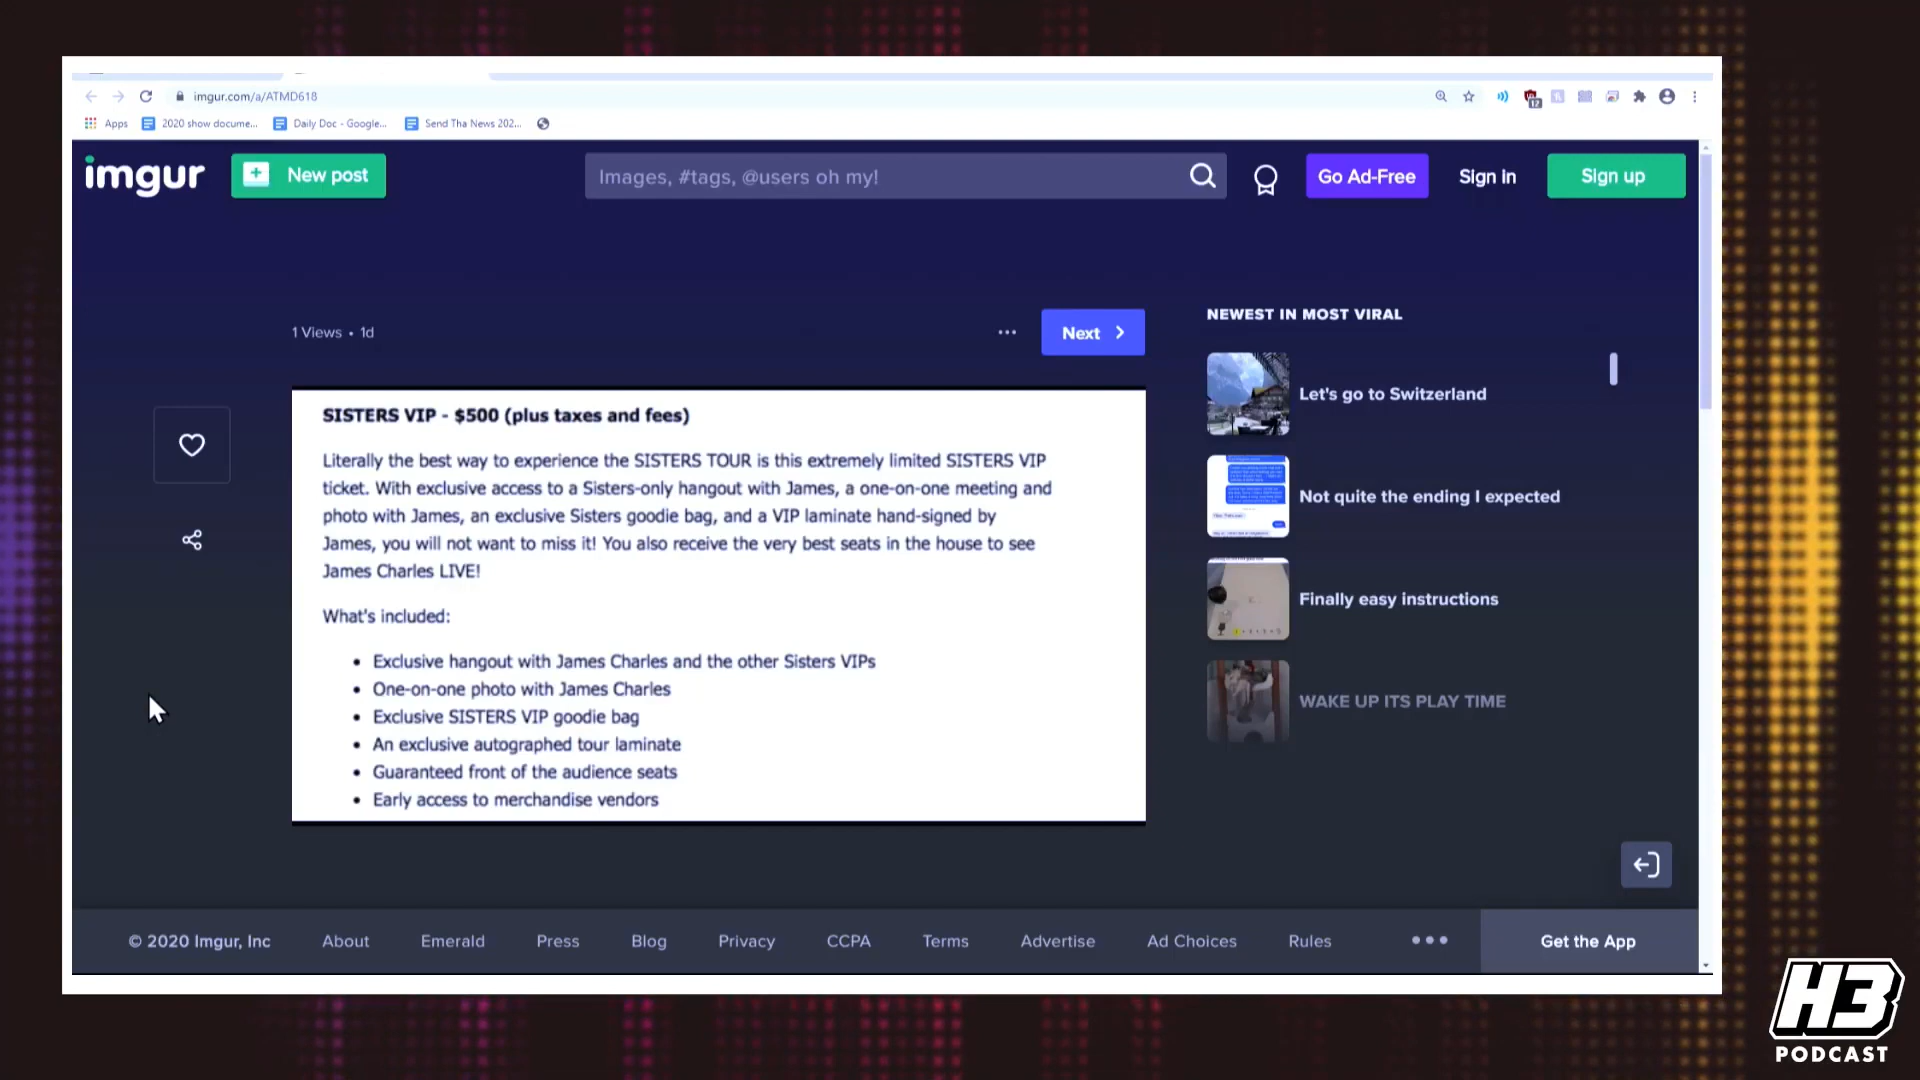 imgur.com/a/ATMD618
Apps
2020 show docume...
Daily Doc - Google...
Send Tha News 202...
12
imgur
New post
Images, #tags, @users oh my!
Go Ad-Free
Sign In
Sign up
1 Views • 1d
Next
SISTERS VIP - $500 (plus taxes and fees)
Literally the best way to experience the SISTERS TOUR is this extremely limited SISTERS VIP
ticket. With exclusive access to a Sisters-only hangout with James, a one-on-one meeting and
photo with James, an exclusive Sisters goodie bag, and a VIP laminate hand-signed by
James, you will not want to miss it! You also receive the very best seats in the house to see
James Charles LIVE!
What's included:
• Exclusive hangout with James Charles and the other Sisters VIPs
• One-on-one photo with James Charles
• Exclusive SISTERS VIP goodie bag
• An exclusive autographed tour laminate
• Guaranteed front of the audience seats
• Early access to merchandise vendors
NEWEST IN MOST VIRAL
Let's go to Switzerland
Not quite the ending I expected
Finally easy instructions
WAKE UP ITS PLAY TIME
© 2020 Imgur, Inc
About
Emerald
Press
Blog
Privacy
CCPA
Terms
Advertise
Ad Choices
Rules
Get the App
H3
PODCAST